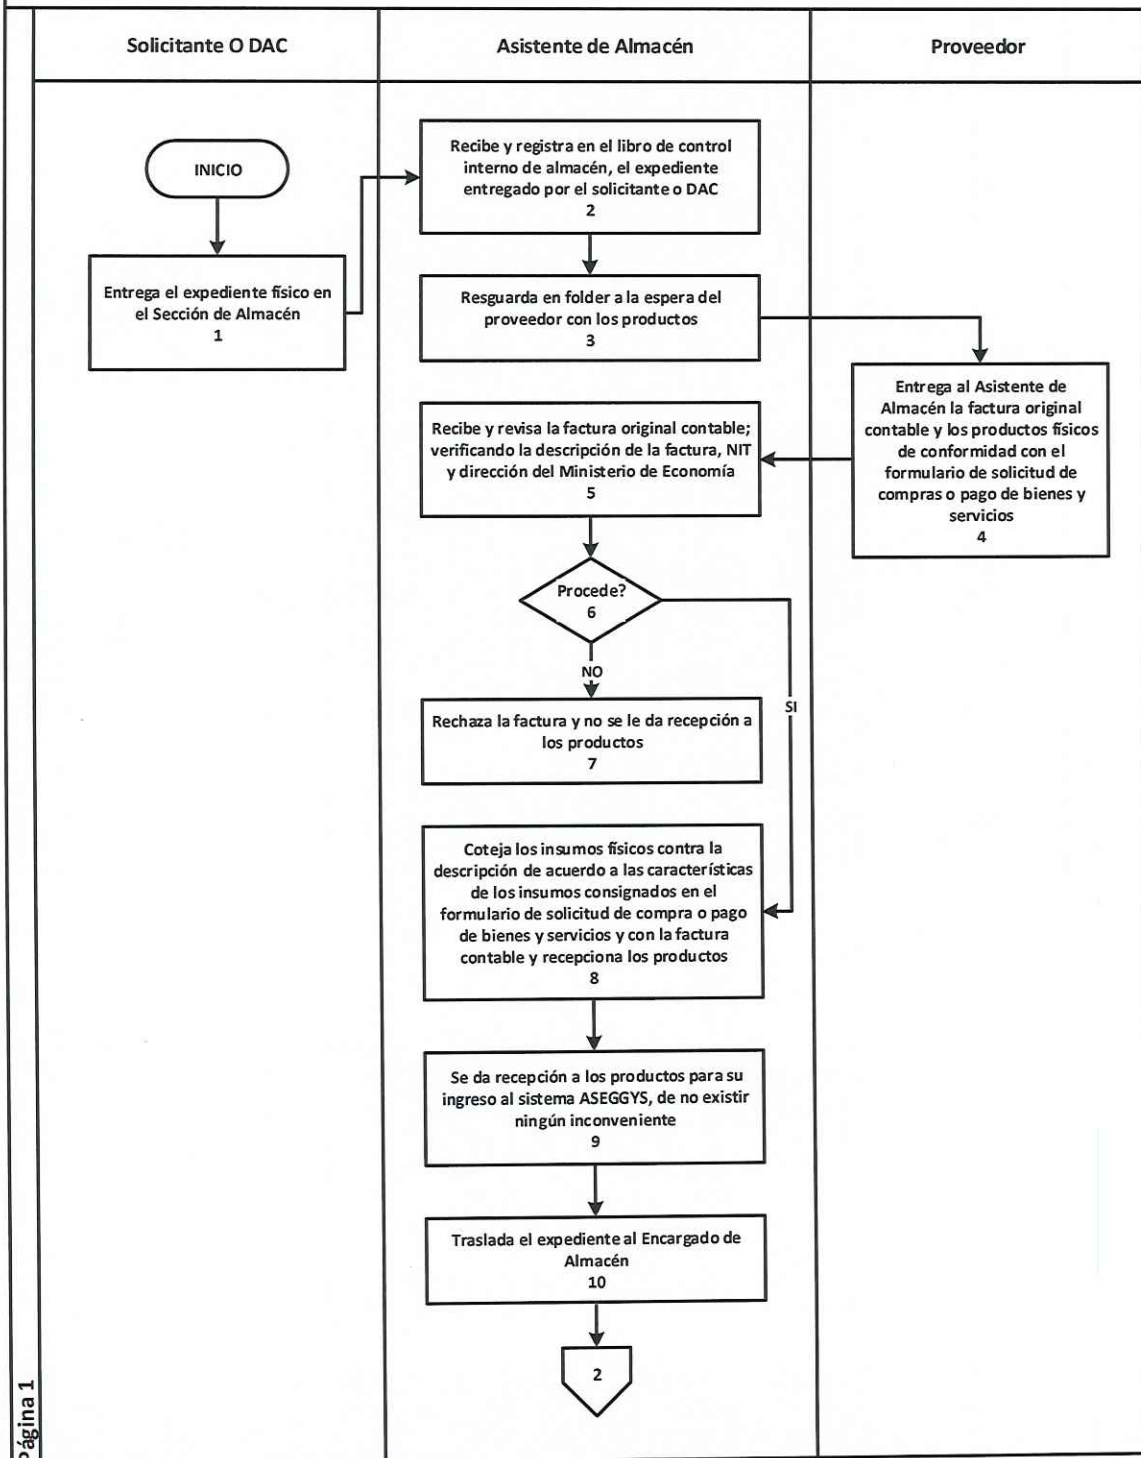 Solicitante O DAC
Asistente de Almacén
Proveedor
INICIO
Entrega el expediente físico en
el Sección de Almacén
1
Recibe y registra en el libro de control
interno de almacén, el expediente
entregado por el solicitante o DAC
2
Resguarda en folder a la espera del
proveedor con los productos
3
Entrega al Asistente de
Almacén la factura original
contable y los productos físicos
de conformidad con el
formulario de solicitud de
compras o pago de bienes y
servicios
4
Recibe y revisa la factura original contable;
verificando la descripción de la factura, NIT
y dirección del Ministerio de Economía
5
Procede?
6
NO
SI
Rechaza la factura y no se le da recepción a
los productos
7
Coteja los insumos físicos contra la
descripción de acuerdo a las características
de los insumos consignados en el
formulario de solicitud de compra o pago
de bienes y servicios y con la factura
contable y recepciona los productos
8
Se da recepción a los productos para su
ingreso al sistema ASEGGYS, de no existir
ningún inconveniente
9
Traslada el expediente al Encargado de
Almacén
10
2
Página 1